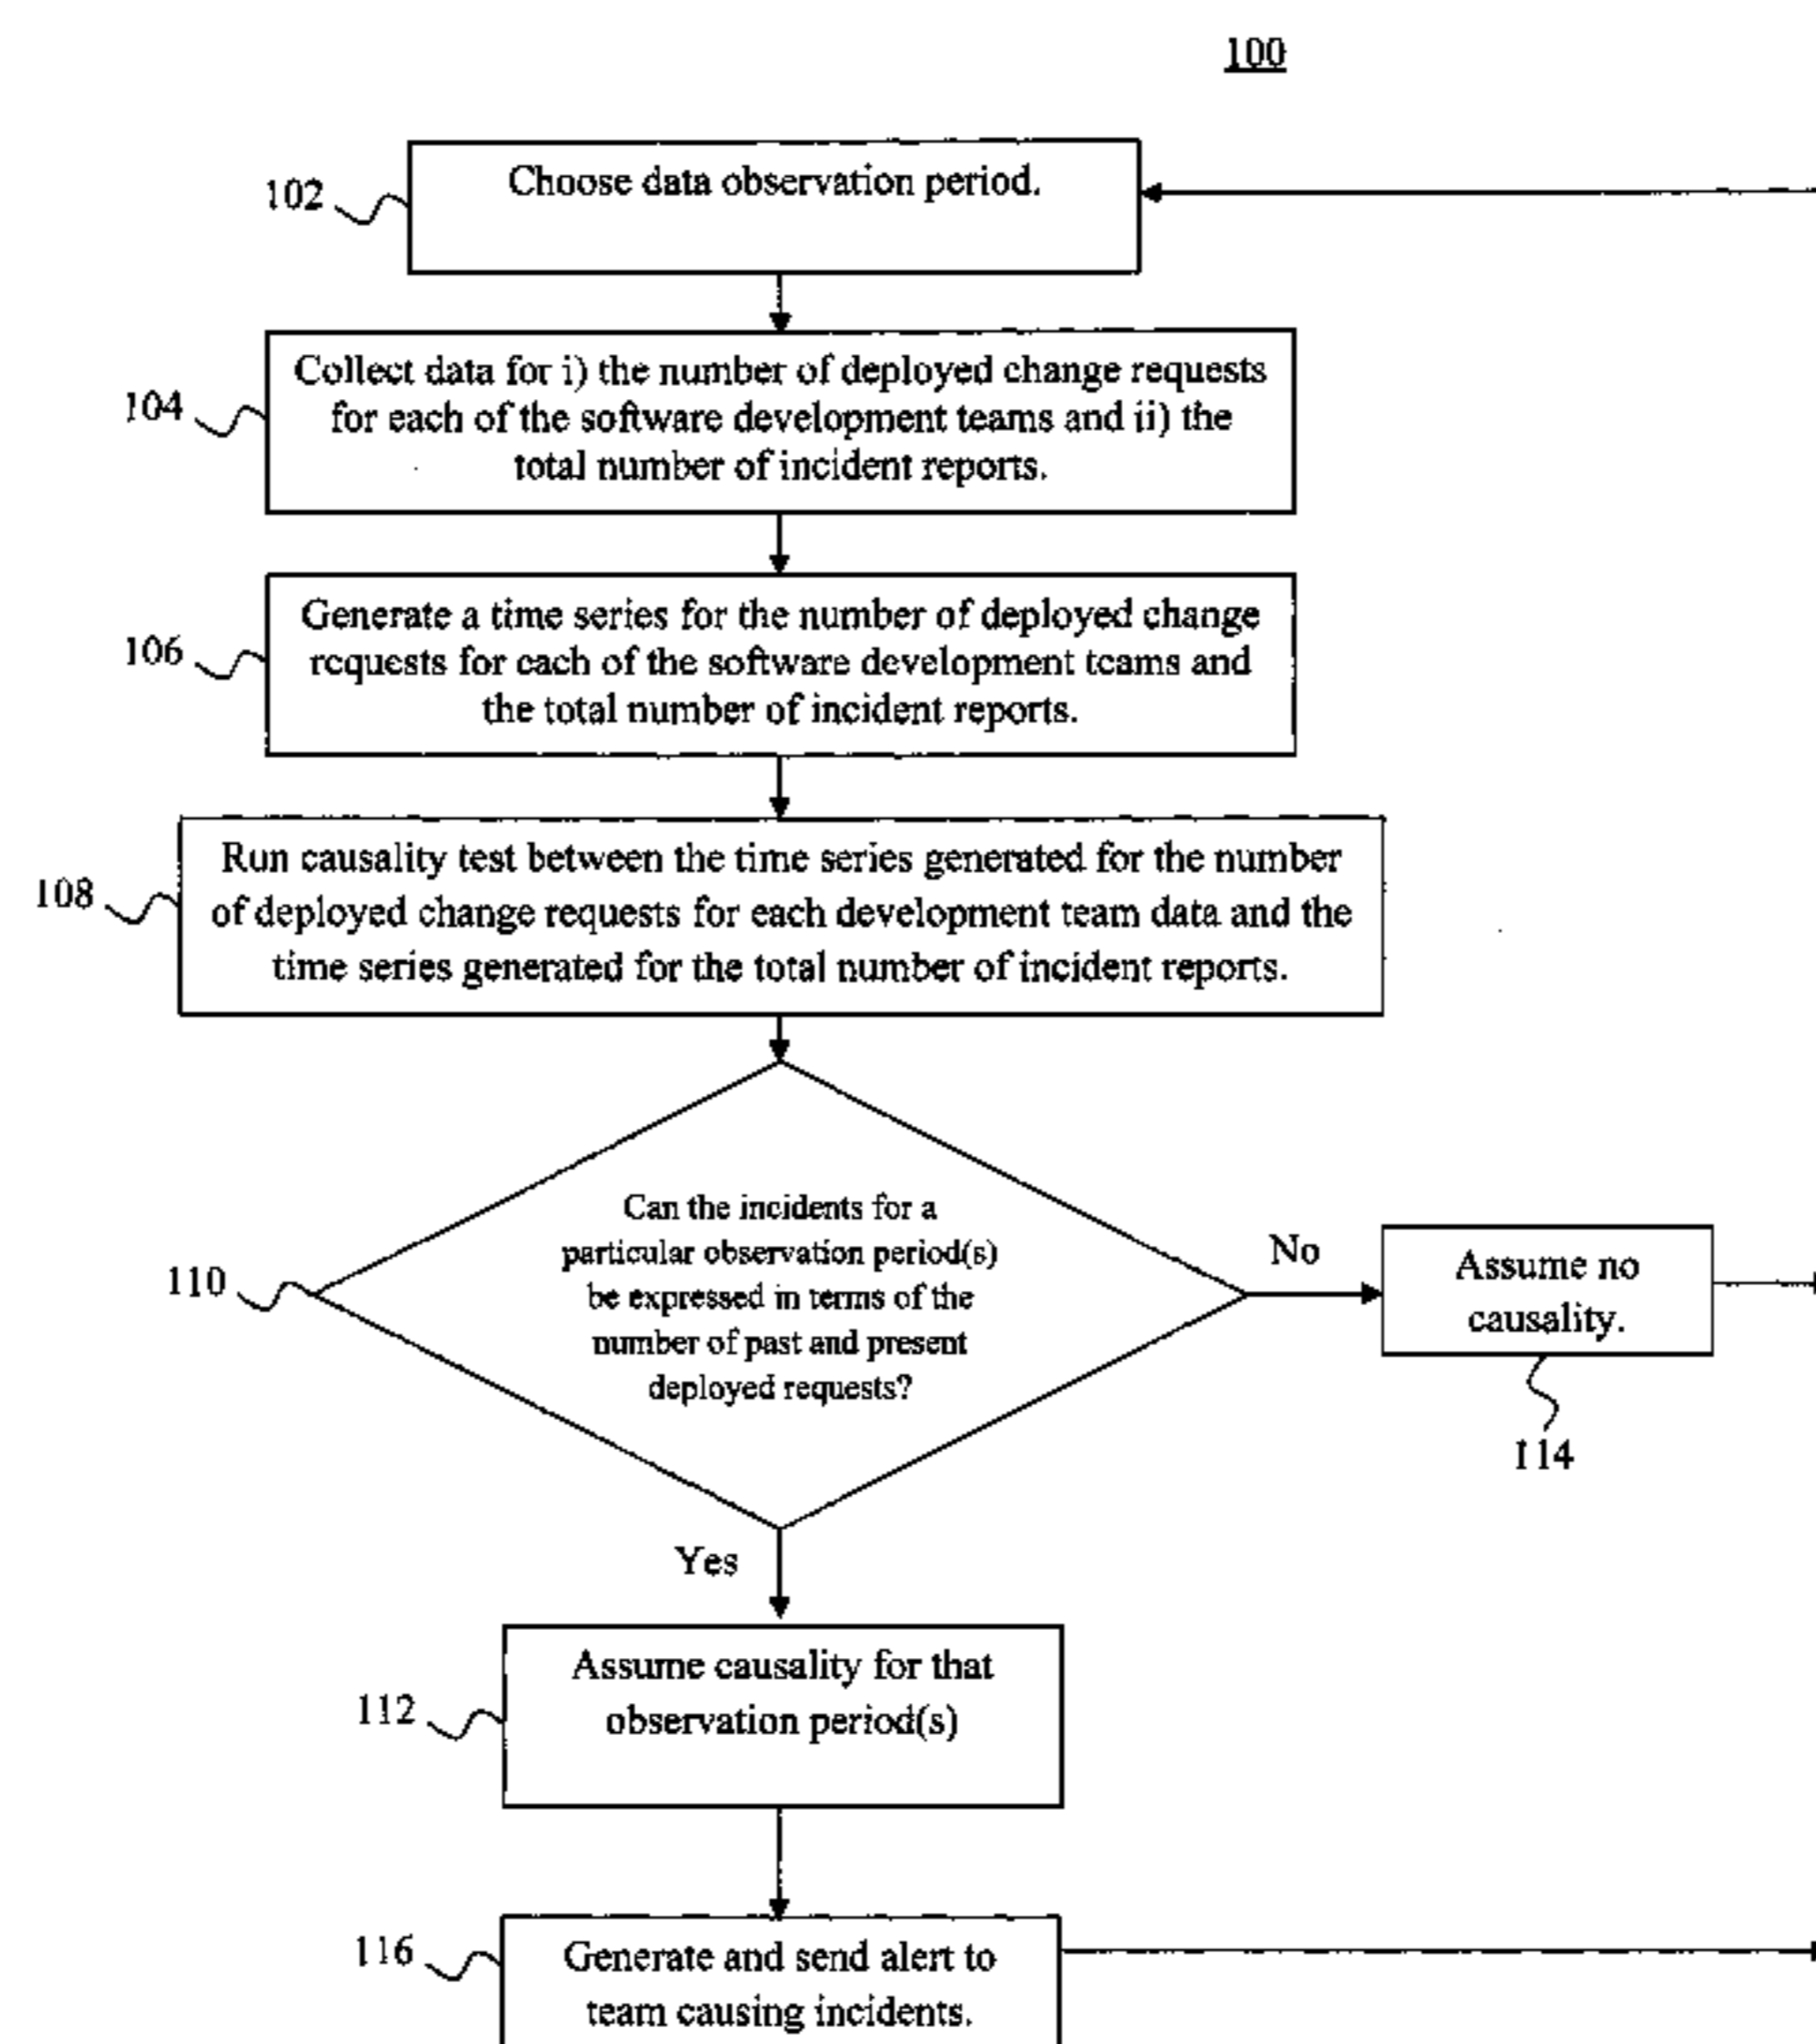 100
102
Choose data observation period.
104
Collect data for i) the number of deployed change requests
for each of the software development teams and ii) the
total number of incident reports.
106
Generate a time series for the number of deployed change
requests for each of the software development teams and
the total number of incident reports.
108
Run causality test between the time series generated for the number
of deployed change requests for each development team data and the
time series generated for the total number of incident reports.
110
Can the incidents for a
particular observation period(s)
be expressed in terms of the
number of past and present
deployed requests?
No
Assume no
causality.
114
Yes
112
Assume causality for that
observation period(s)
116
Generate and send alert to
team causing incidents.